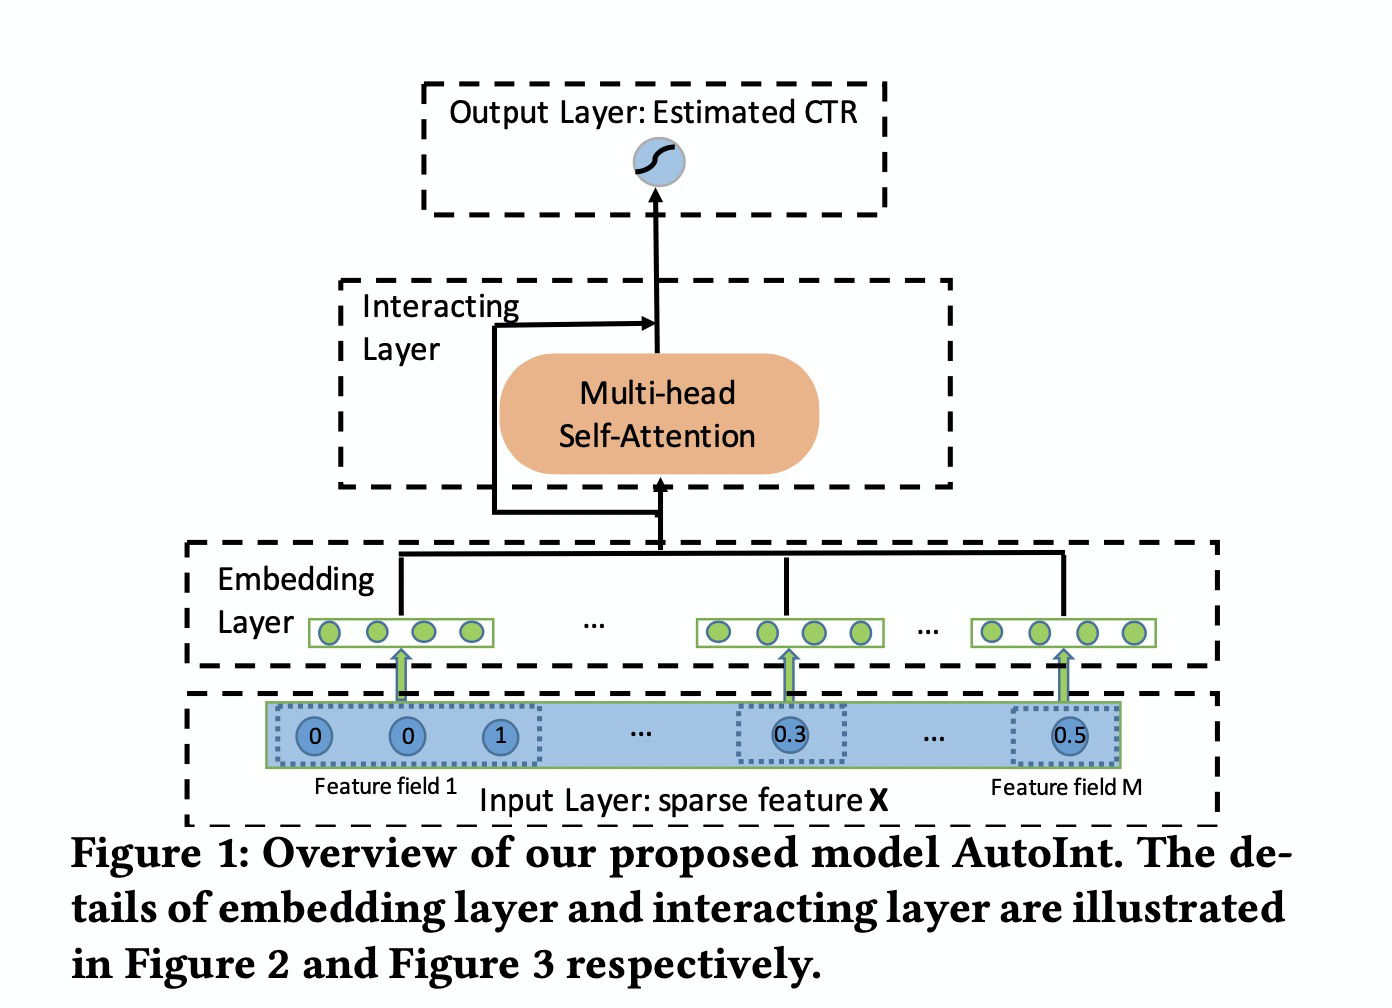 Output Layer: Estimated CTR
Interacting
Layer
Multi-head
Self-Attention
Embedding
Layer
...
...
0 0 1 ... 0.3 ... 0.5
Feature field 1
Feature field M
Input Layer: sparse feature X
Figure 1: Overview of our proposed model AutoInt. The de-
tails of embedding layer and interacting layer are illustrated
in Figure 2 and Figure 3 respectively.